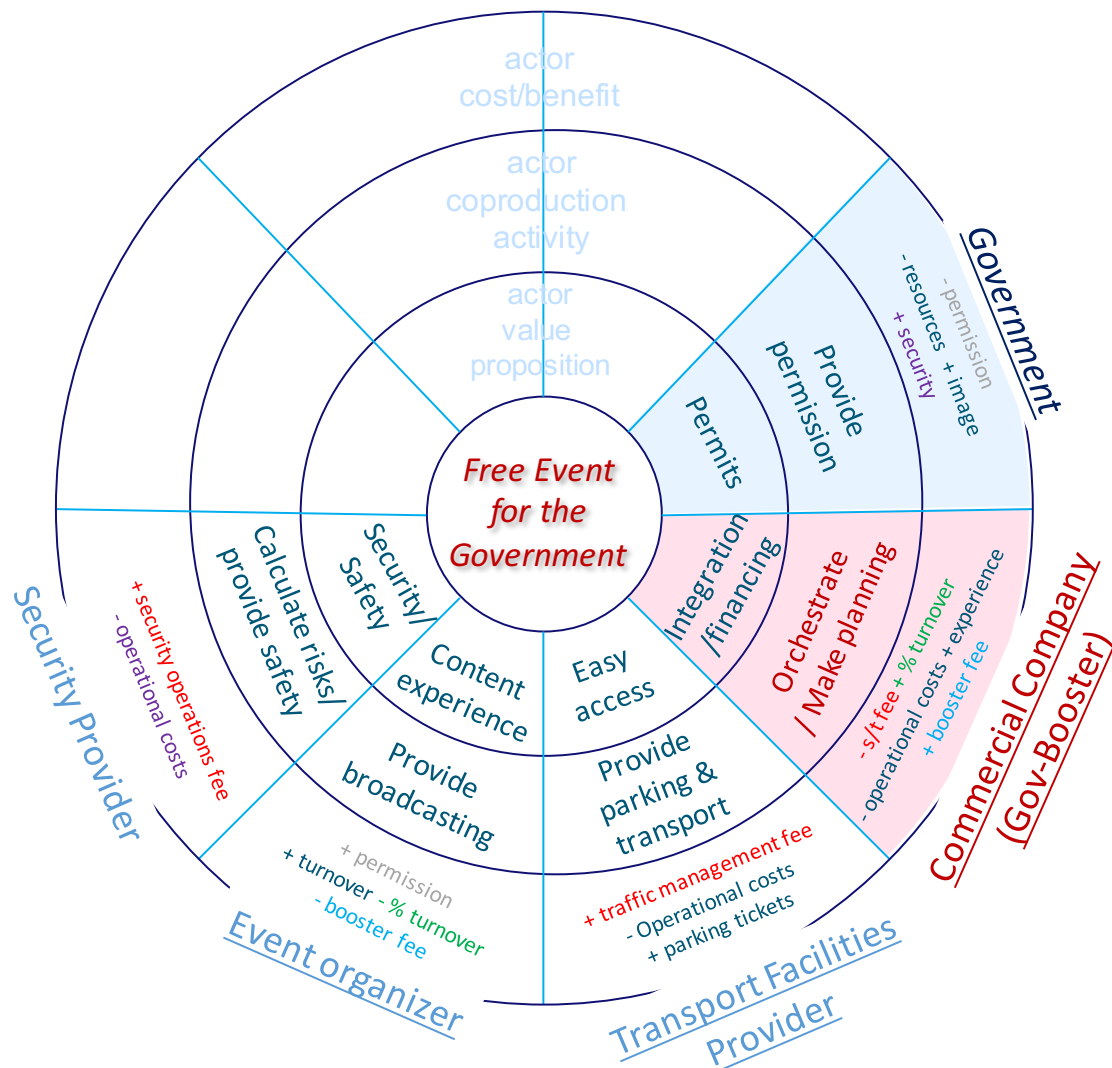 actor
cost/benefit
actor
coproduction
activity
actor
value
proposition
Free Event
for the
Government
Government
- permission
- resources + image
+ security
Provide
permission
Permits
Commercial Company
(Gov-Booster)
- s/t fee + % turnover
- operational costs + experience
+ booster fee
Orchestrate
/ Make planning
Integration
/financing
Transport Facilities
Provider
+ traffic management fee
- Operational costs
+ parking tickets
Provide
parking &
transport
Easy
access
Event organizer
+ permission
+ turnover - % turnover
- booster fee
Provide
broadcasting
Content
experience
Security Provider
+ security operations fee
- operational costs
Calculate risks/
provide safety
Security/
Safety